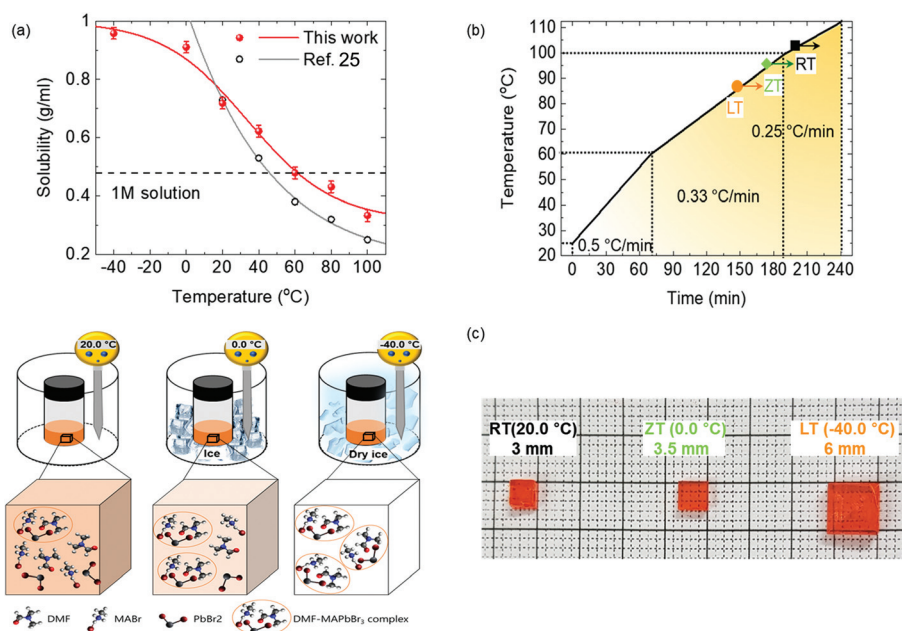 (a)
This work
Ref. 25
1M solution
Solubility (g/ml)
1
0.8
0.6
0.4
0.2
-40 -20 0 20 40 60 80 100
Temperature (°C)
(b)
Temperature (°C)
110
100
90
80
70
60
50
40
30
20
RT
ZT
LT
0.25 °C/min
0.33 °C/min
0.5 °C/min
0 30 60 90 120 150 180 210 240
Time (min)
20.0 °C
0.0 °C
-40.0 °C
Ice
Dry ice
DMF
MABr
PbBr2
DMF-MAPbBr₃ complex
(c)
RT(20.0 °C)
3 mm
ZT (0.0 °C)
3.5 mm
LT (-40.0 °C)
6 mm